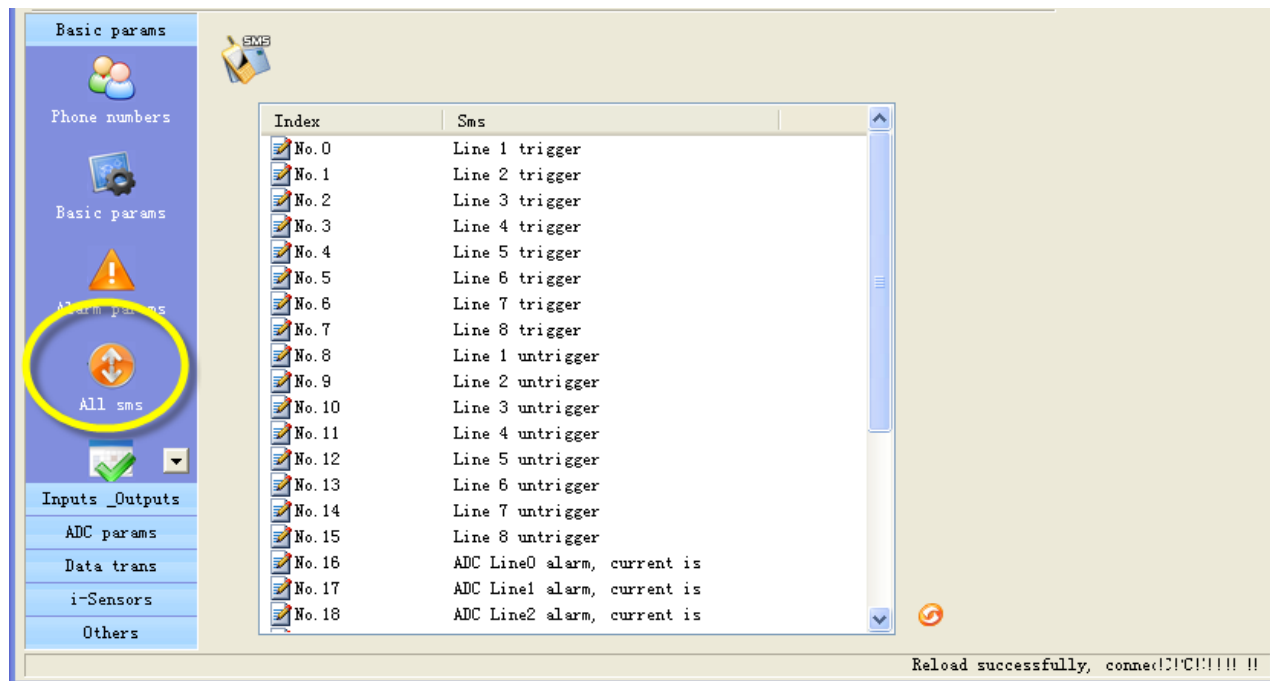 Basic params
Phone numbers
Basic params
Alarm params
All sms
Inputs _Outputs
ADC params
Data trans
i-Sensors
Others
SMS
Index Sms
No. 0 Line 1 trigger
No. 1 Line 2 trigger
No. 2 Line 3 trigger
No. 3 Line 4 trigger
No. 4 Line 5 trigger
No. 5 Line 6 trigger
No. 6 Line 7 trigger
No. 7 Line 8 trigger
No. 8 Line 1 untrigger
No. 9 Line 2 untrigger
No. 10 Line 3 untrigger
No. 11 Line 4 untrigger
No. 12 Line 5 untrigger
No. 13 Line 6 untrigger
No. 14 Line 7 untrigger
No. 15 Line 8 untrigger
No. 16 ADC Line0 alarm, current is
No. 17 ADC Line1 alarm, current is
No. 18 ADC Line2 alarm, current is
Reload successfully,